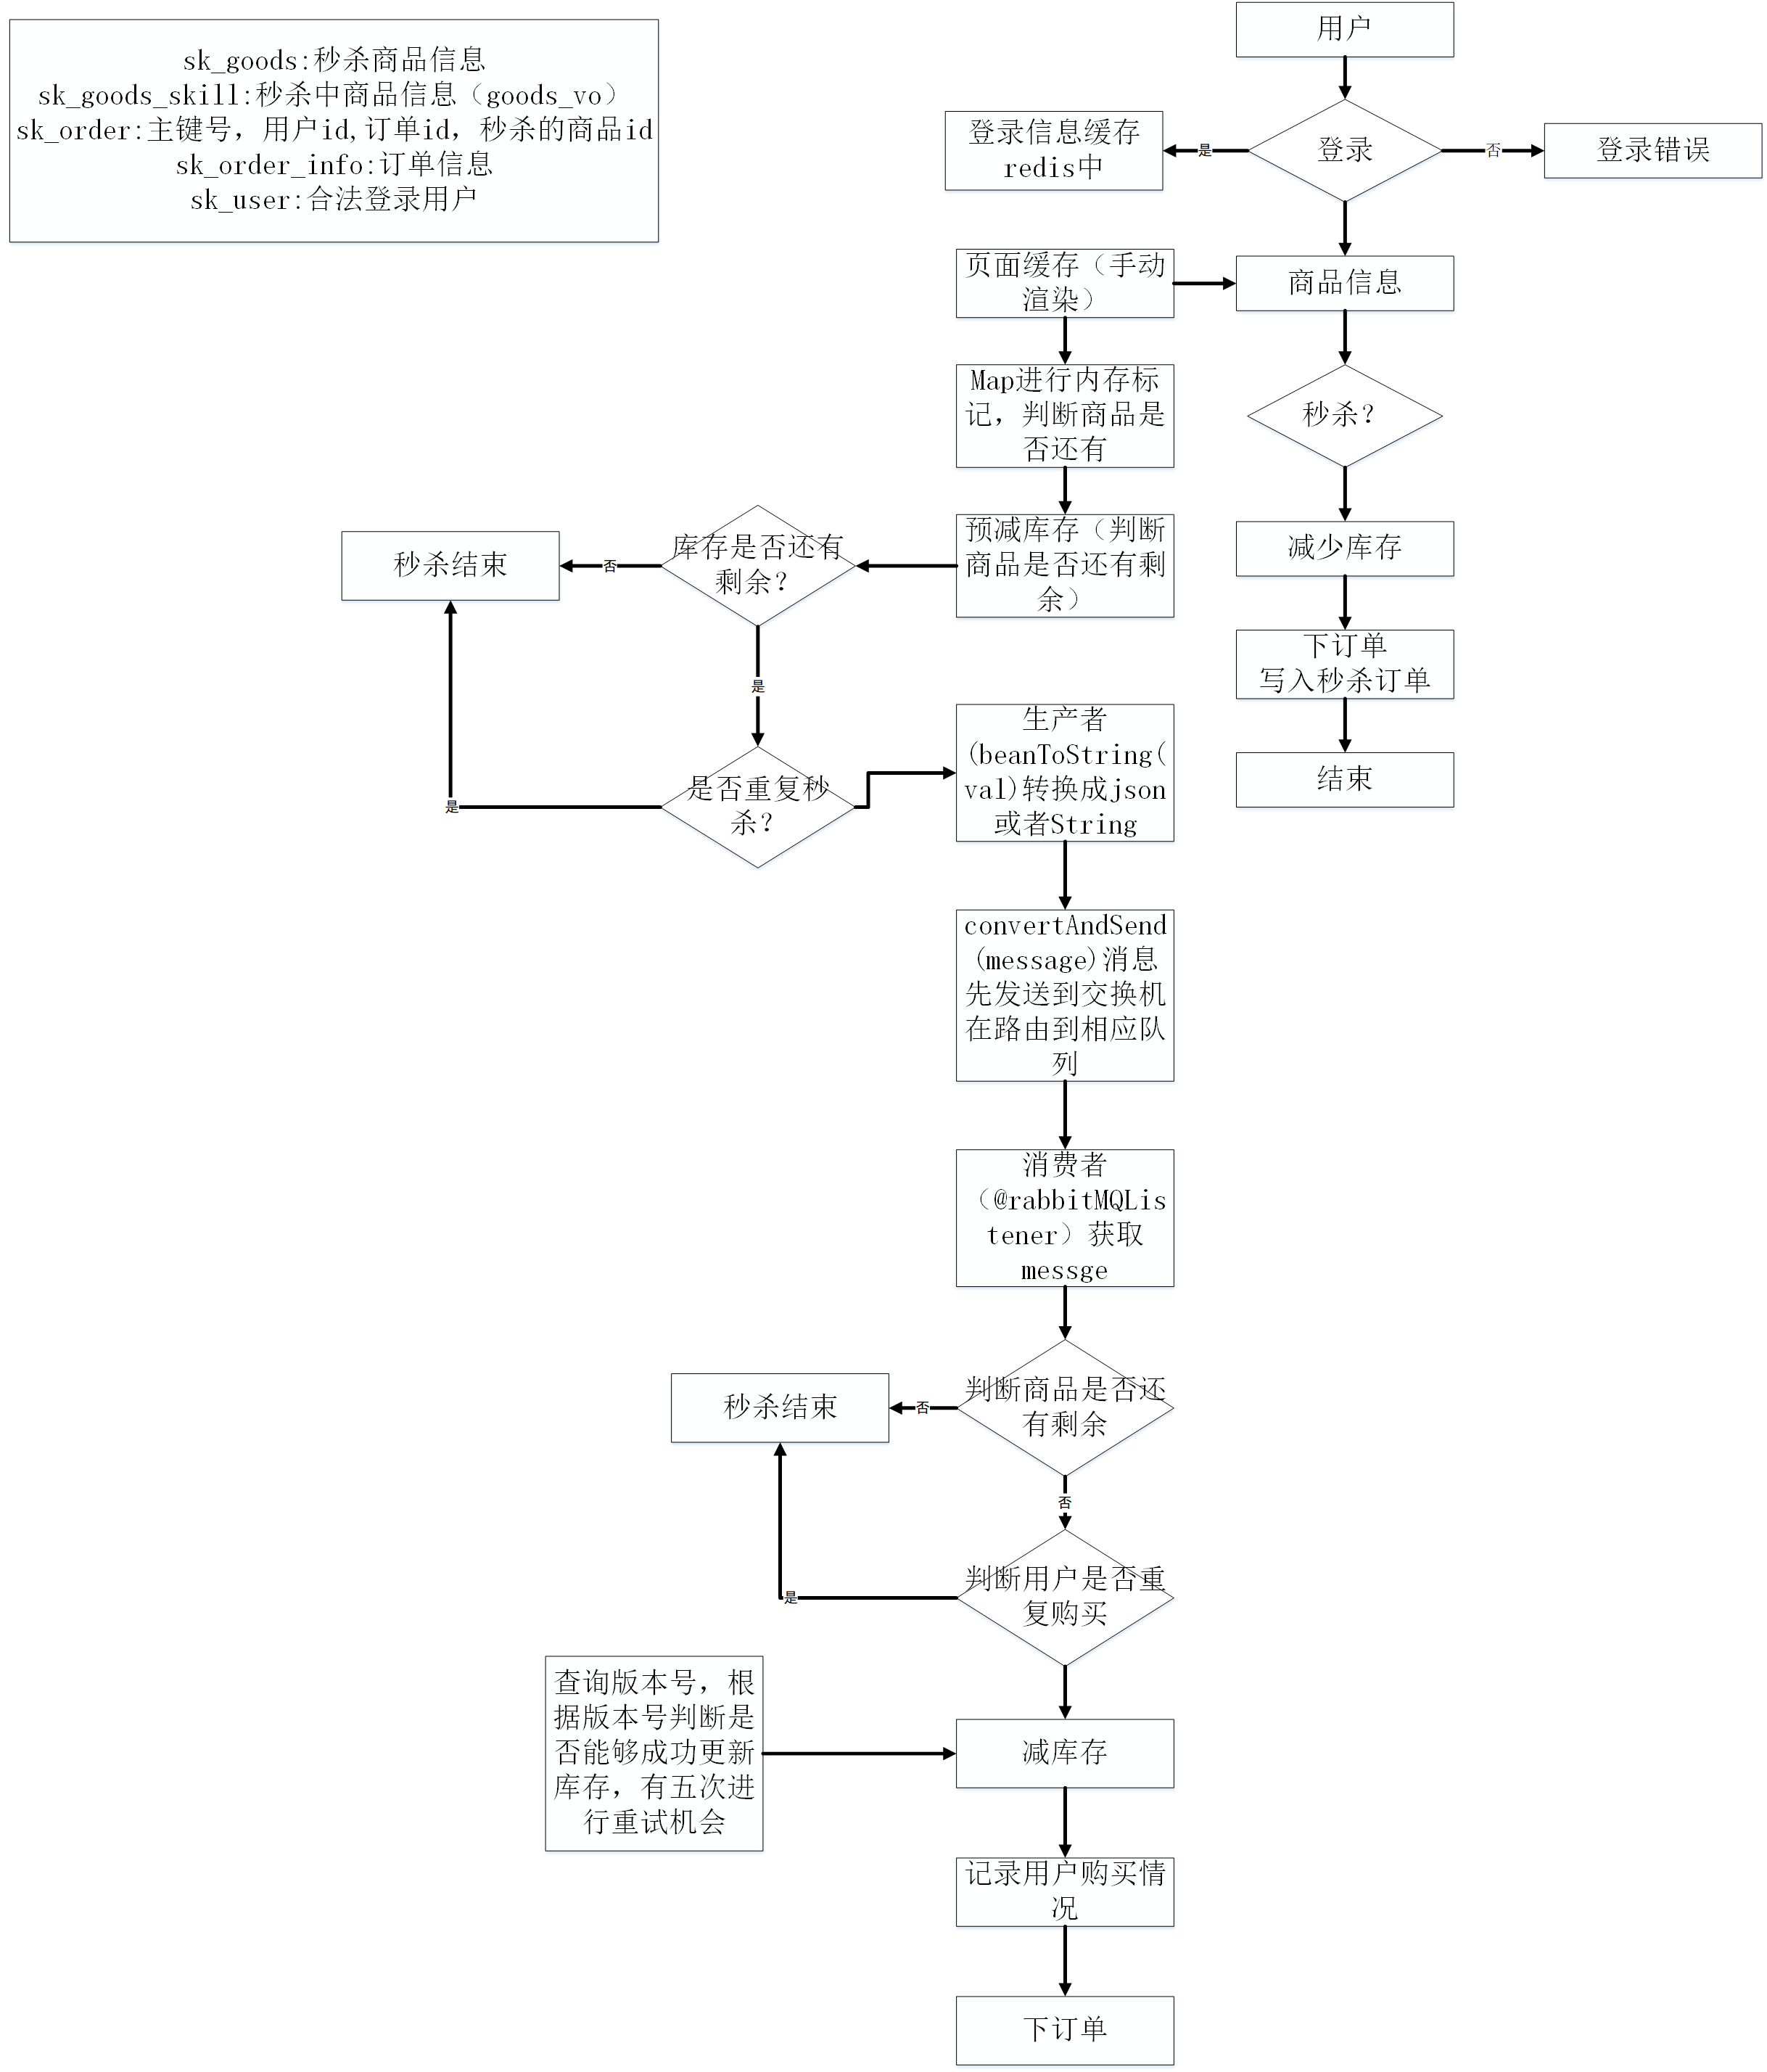 sk_goods:秒杀商品信息
sk_goods_skill:秒杀中商品信息（goods_vo）
sk_order:主键号，用户id,订单id，秒杀的商品id
sk_order_info:订单信息
sk_user:合法登录用户
用户
登录信息缓存
redis中
是
登录
否
登录错误
页面缓存（手动
渲染）
商品信息
Map进行内存标
记，判断商品是
否还有
秒杀？
秒杀结束
否
库存是否还有
剩余？
预减库存（判断
商品是否还有剩
余）
减少库存
下订单
写入秒杀订单
是
是
是否重复秒
杀？
生产者
(beanToString(
val)转换成json
或者String
结束
convertAndSend
(message)消息
先发送到交换机
在路由到相应队
列
消费者
（@rabbitMQLis
tener）获取
messge
秒杀结束
否
判断商品是否还
有剩余
否
是
判断用户是否重
复购买
查询版本号，根
据版本号判断是
否能够成功更新
库存，有五次进
行重试机会
减库存
记录用户购买情
况
下订单